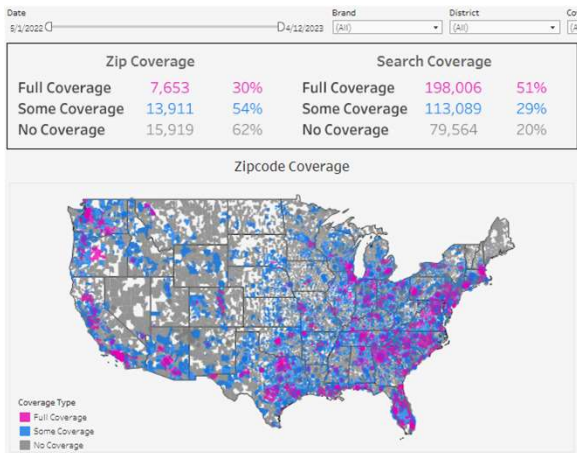 Date
Brand
District
5/1/2022
4/12/2023
(All)
(All)
Zip Coverage
Search Coverage
Full Coverage 7,653 30%
Full Coverage 198,006 51%
Some Coverage 13,911 54%
Some Coverage 113,089 29%
No Coverage 15,919 62%
No Coverage 79,564 20%
Zipcode Coverage
Coverage Type
Full Coverage
Some Coverage
No Coverage